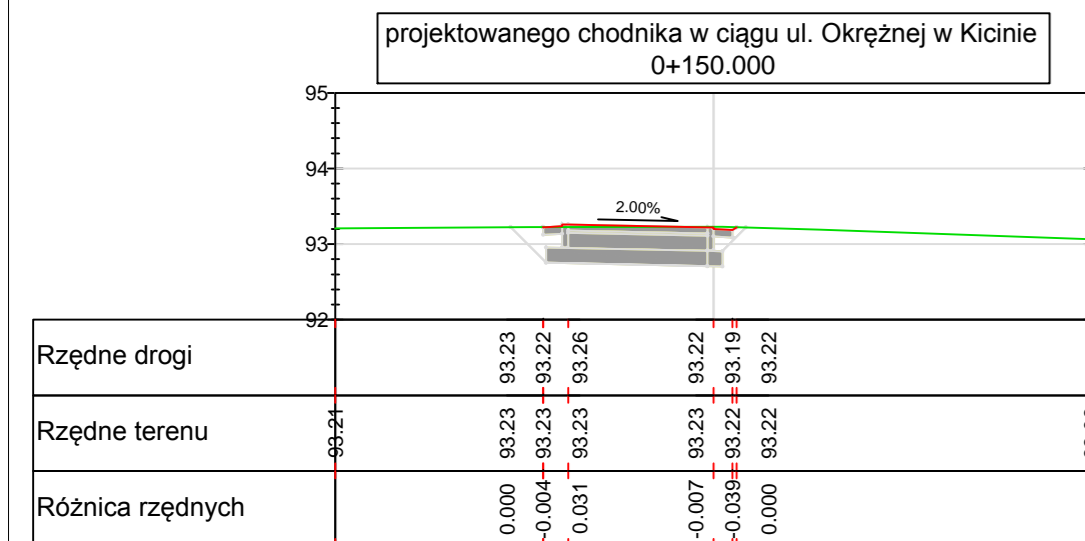 projektowanego chodnika w ciągu ul. Okrężnej w Kicinie
0+150.000
95
94
93
92
2.00%
Rzędne drogi 93.23 93.22 93.26 93.22 93.19 93.22
Rzędne terenu 93.21 93.23 93.23 93.23 93.23 93.22 93.22
Różnica rzędnych 0.000 -0.004 0.031 -0.007 -0.039 0.000